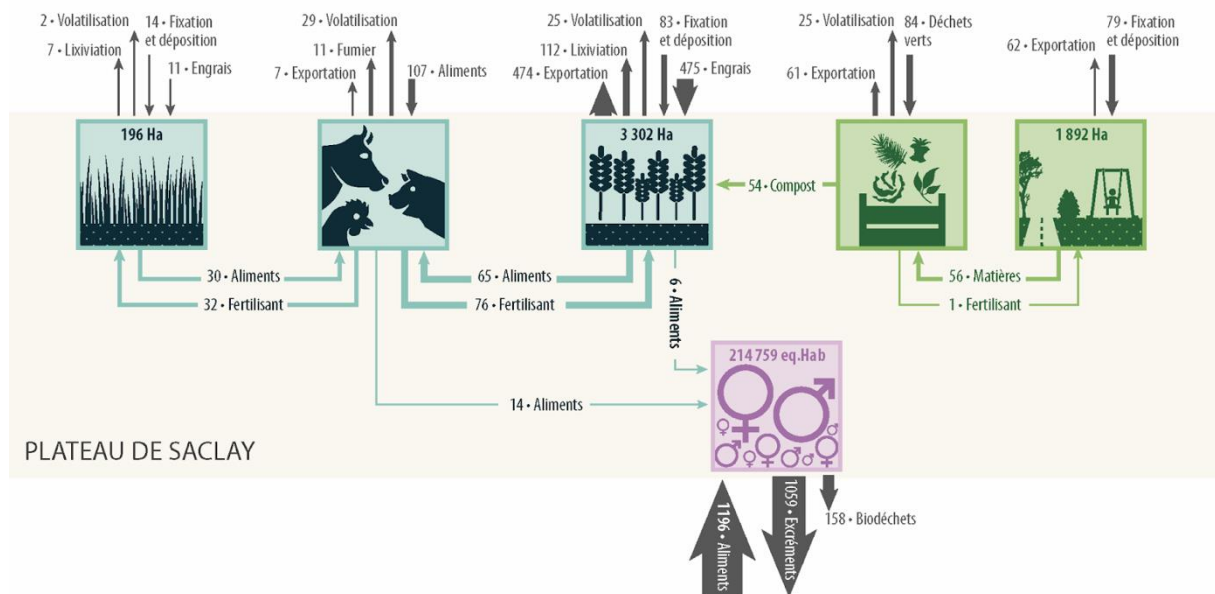 2 • Volatilisation
14 • Fixation
et déposition
7 • Lixiviation
11 • Engrais
29 • Volatilisation
11 • Fumier
7 • Exportation
107 • Aliments
25 • Volatilisation
83 • Fixation
et déposition
112 • Lixiviation
474 • Exportation
475 • Engrais
25 • Volatilisation
84 • Déchets
verts
61 • Exportation
79 • Fixation
et déposition
62 • Exportation
196 Ha
3 302 Ha
1 892 Ha
54 • Compost
30 • Aliments
32 • Fertilisant
65 • Aliments
76 • Fertilisant
6 • Aliments
56 • Matières
1 • Fertilisant
214 759 eq.Hab
14 • Aliments
PLATEAU DE SACLAY
1196 • Aliments
1059 • Excréments
158 • Biodéchets